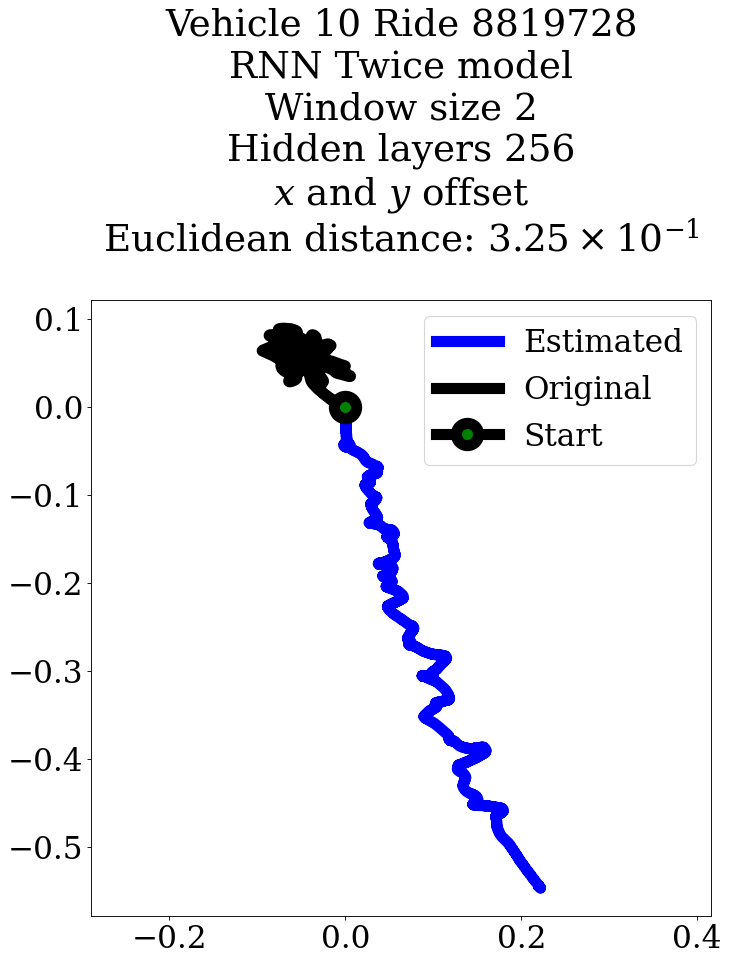 Vehicle 10 Ride 8819728
RNN Twice model
Window size 2
Hidden layers 256
x and y offset
Euclidean distance: 3.25 × 10⁻¹
0.1
0.0
−0.1
−0.2
−0.3
−0.4
−0.5
Estimated
Original
Start
−0.2
0.0
0.2
0.4